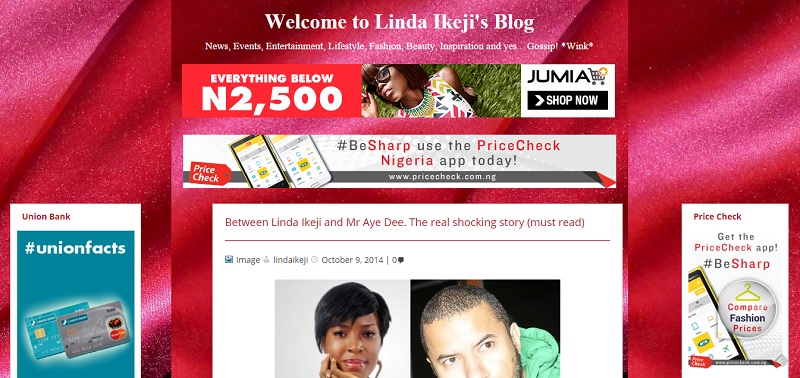 Welcome to Linda Ikeji's Blog
News, Events, Entertainment, Lifestyle, Fashion, Beauty, Inspiration and yes... Gossip! *Wink*
EVERYTHING BELOW
N2,500
JUMIA
SHOP NOW
#BeSharp use the PriceCheck
Nigeria app today!
Price
Check
www.pricecheck.com.ng
Union Bank
#unionfacts
Between Linda Ikeji and Mr Aye Dee. The real shocking story (must read)
Image lindaikeji October 9, 2014 | 0
Price Check
Get the
PriceCheck app!
#BeSharp
Compare
Fashion
Prices
Price
Check
www.pricecheck.com.ng